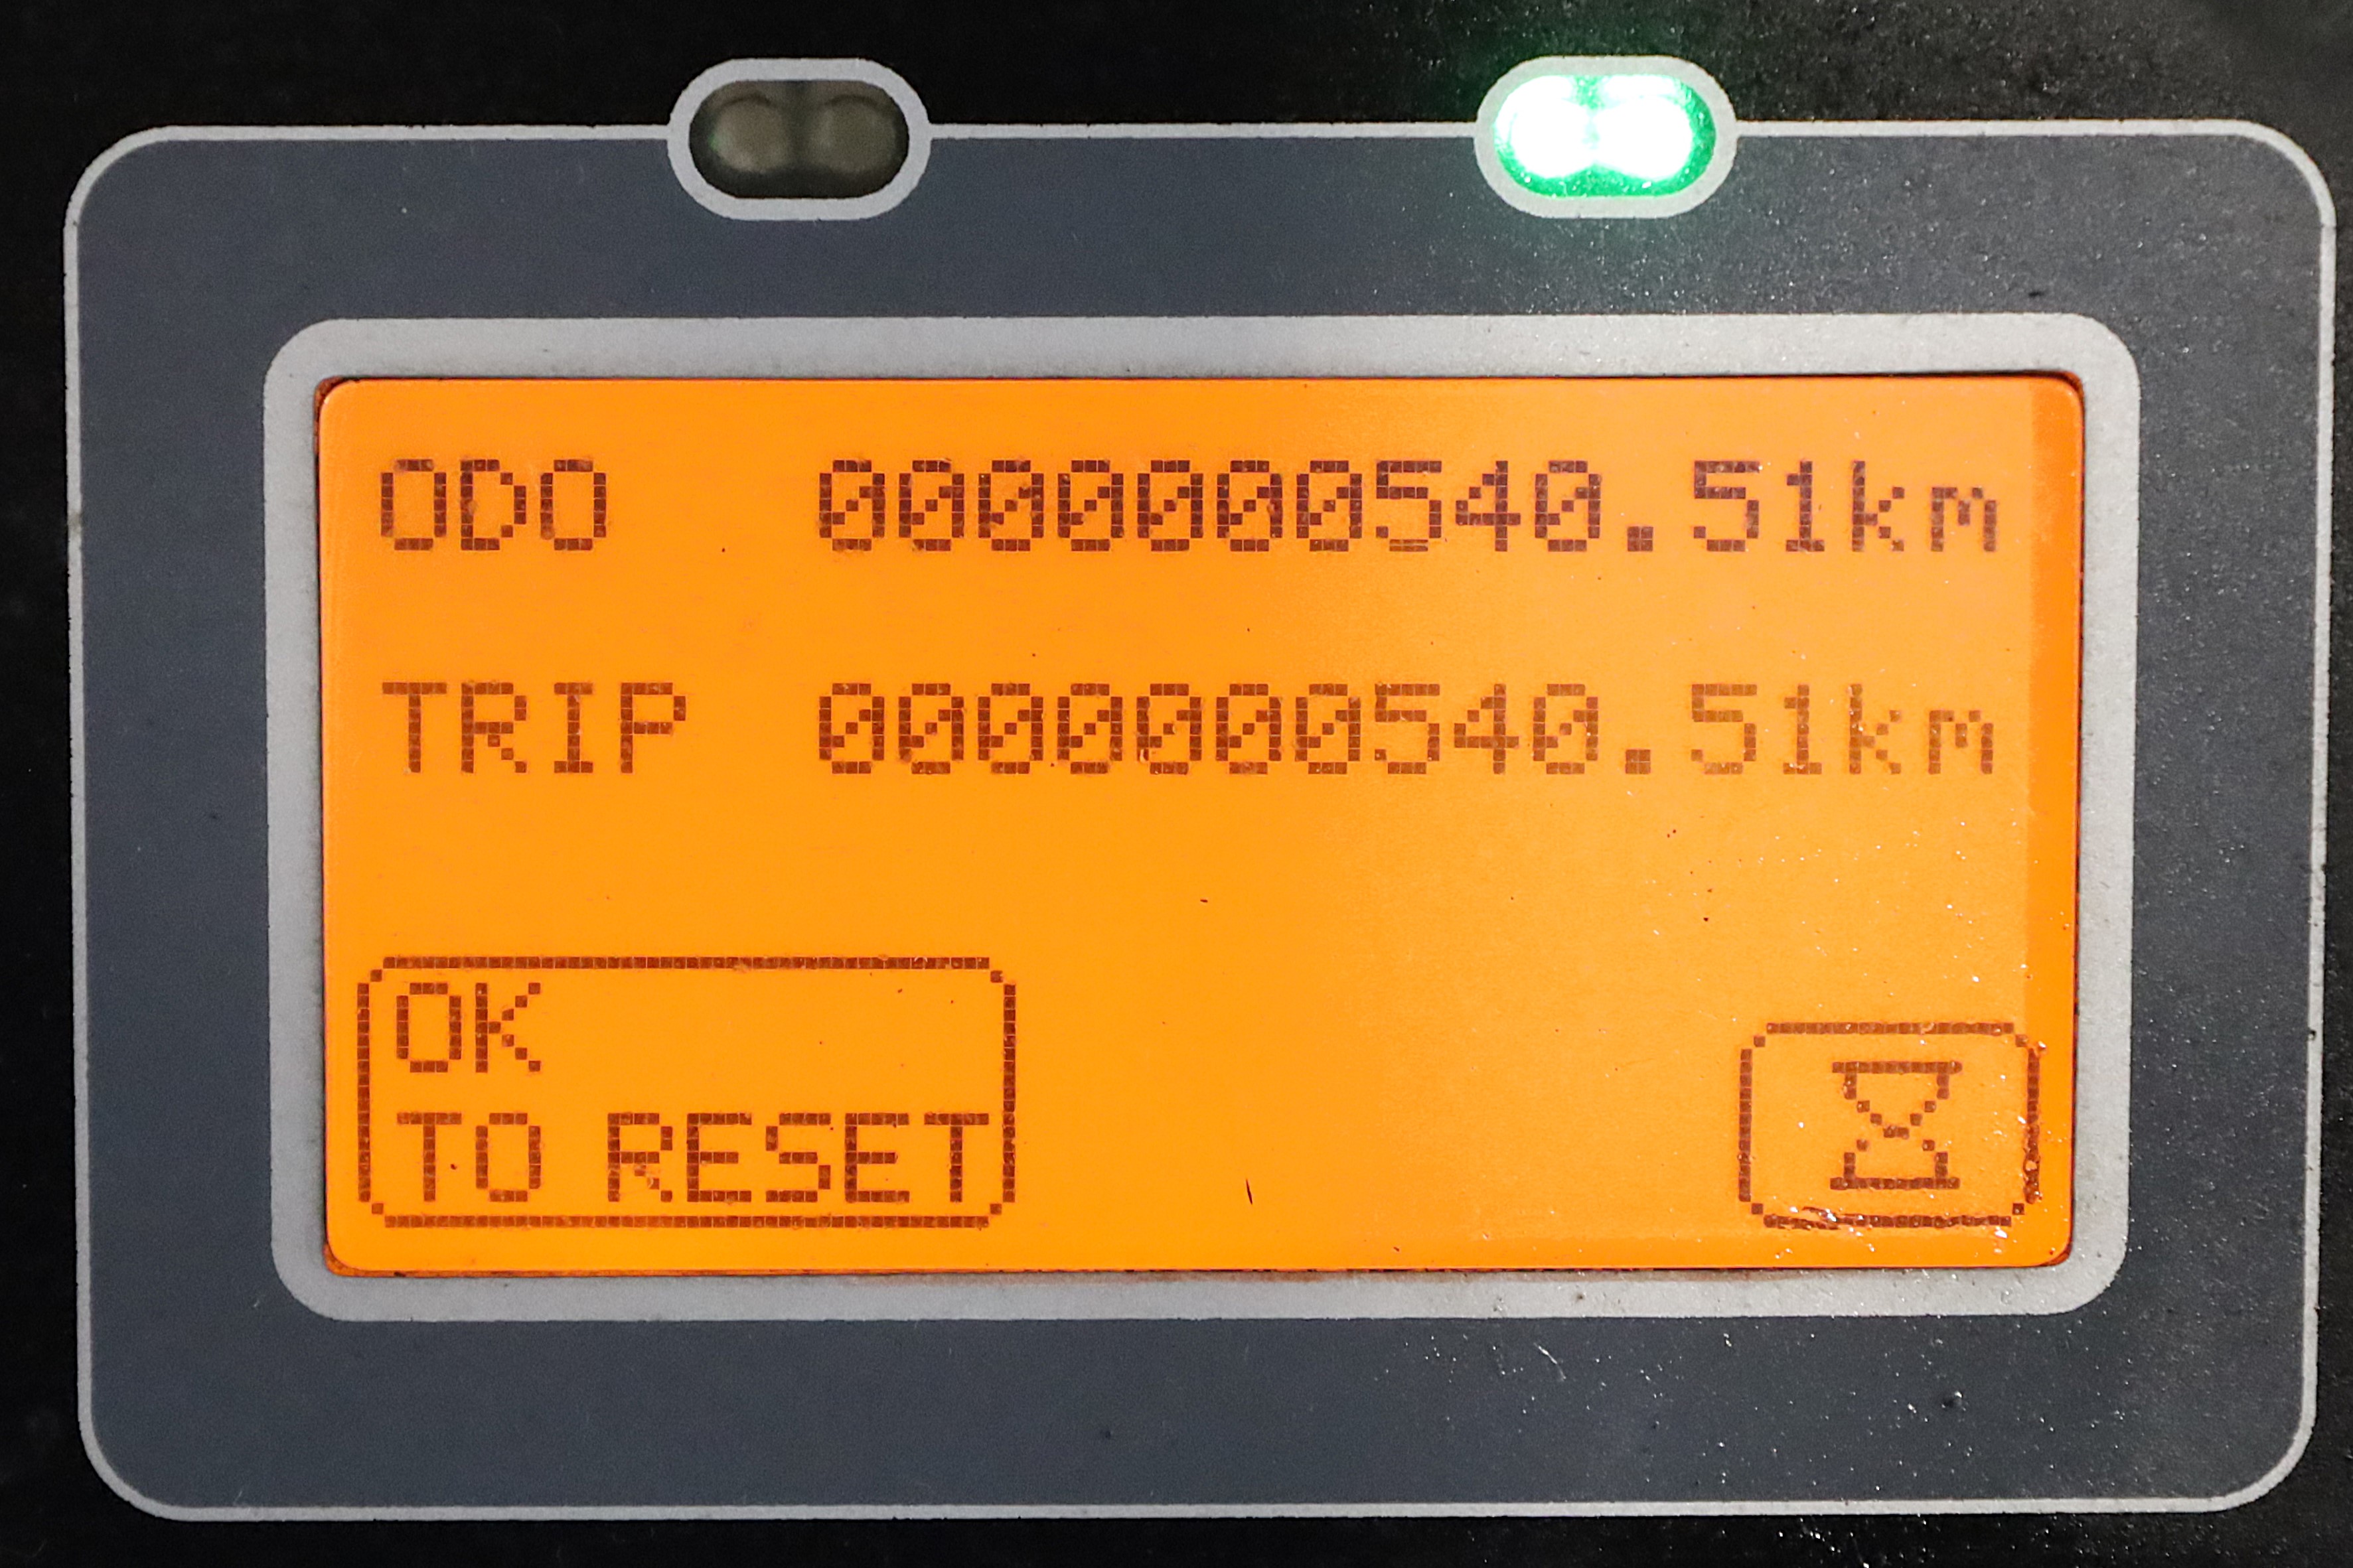 ODO 0000000540.51km
TRIP 0000000540.51km
OK
TO RESET